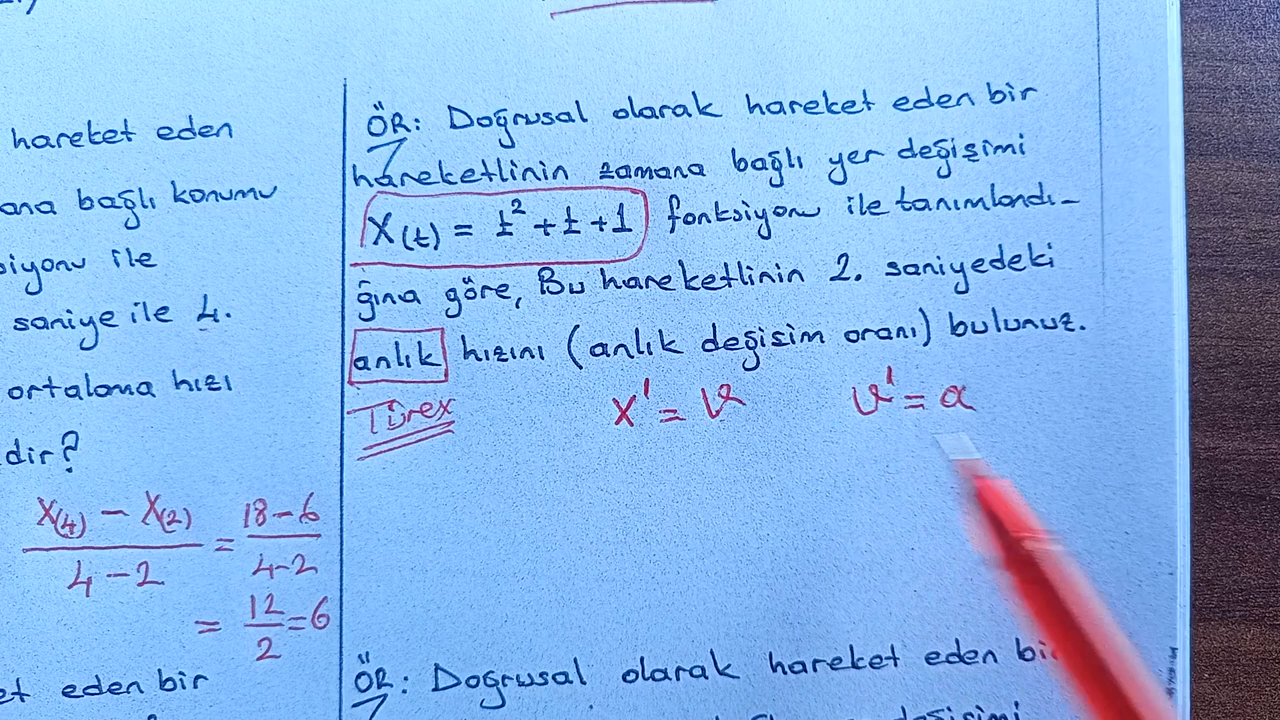 hareket eden
ana bağlı konumu
siyonu ile
saniye ile 4.
ortalama hızı
dir?
X(4) - X(2) / 4-2 = 18-6 / 4-2
= 12/2 = 6
et eden bir
ÖR: Doğrusal olarak hareket eden bir
hareketlinin zamana bağlı yer değişimi
X(t) = t² + t + 1 fonksiyonu ile tanımlandı-
ğına göre, Bu hareketlinin 2. saniyedeki
anlık hızını (anlık değişim oranı) bulunuz.
Türev X' = v v' = a
ÖR: Doğrusal olarak hareket eden bi